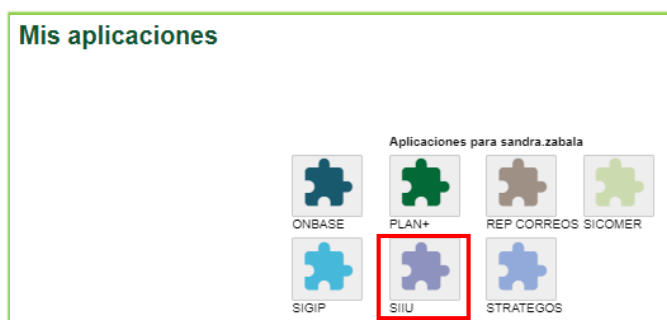 Mis aplicaciones
Aplicaciones para sandra.zabala
ONBASE PLAN+ REP CORREOS SICOMER
SIGIP SIIU STRATEGOS